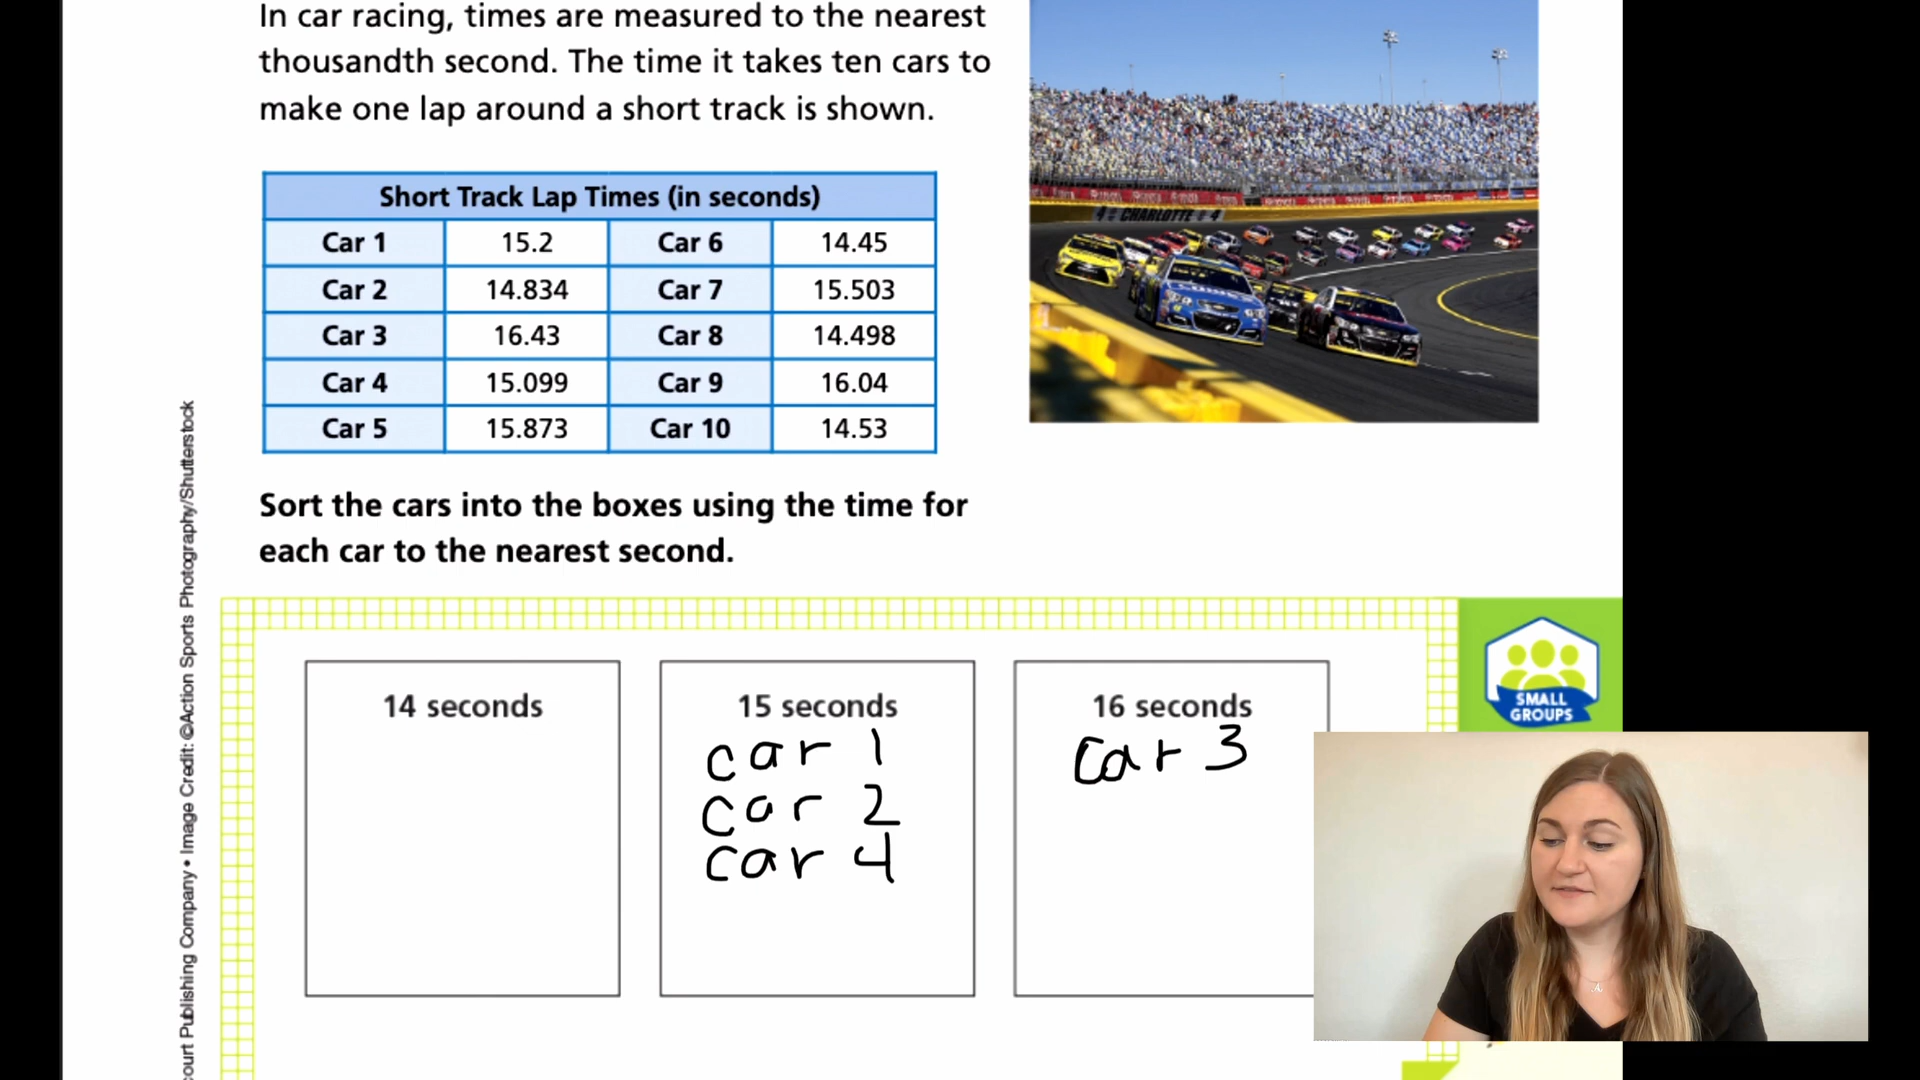 In car racing, times are measured to the nearest
thousandth second. The time it takes ten cars to
make one lap around a short track is shown.
Short Track Lap Times (in seconds)
Car 1 15.2 Car 6 14.45
Car 2 14.834 Car 7 15.503
Car 3 16.43 Car 8 14.498
Car 4 15.099 Car 9 16.04
Car 5 15.873 Car 10 14.53
4 CHARLOTTE 4
Sort the cars into the boxes using the time for
each car to the nearest second.
court Publishing Company • Image Credit: ©Action Sports Photography/Shutterstock
14 seconds
15 seconds
car 1
car 2
car 4
16 seconds
Car 3
SMALL
GROUPS